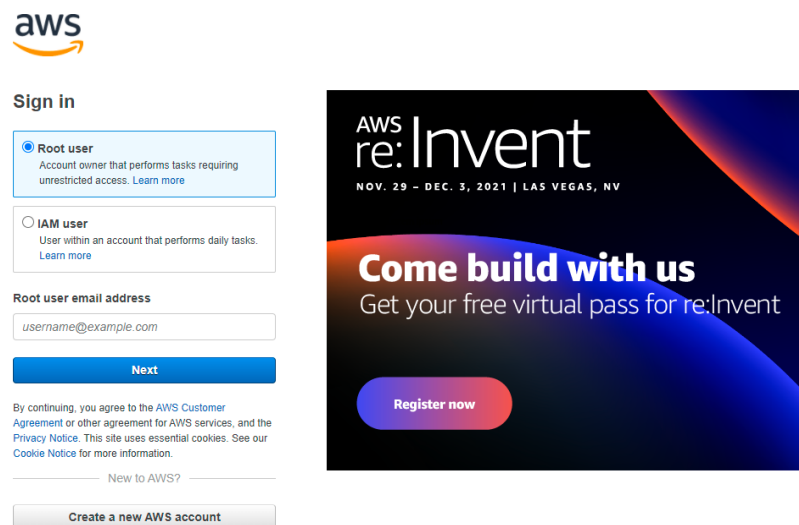 aws
Sign in
Root user
Account owner that performs tasks requiring
unrestricted access. Learn more
IAM user
User within an account that performs daily tasks.
Learn more
Root user email address
username@example.com
Next
By continuing, you agree to the AWS Customer
Agreement or other agreement for AWS services, and the
Privacy Notice. This site uses essential cookies. See our
Cookie Notice for more information.
New to AWS?
Create a new AWS account
AWS
re:Invent
NOV. 29 – DEC. 3, 2021 | LAS VEGAS, NV
Come build with us
Get your free virtual pass for re:Invent
Register now